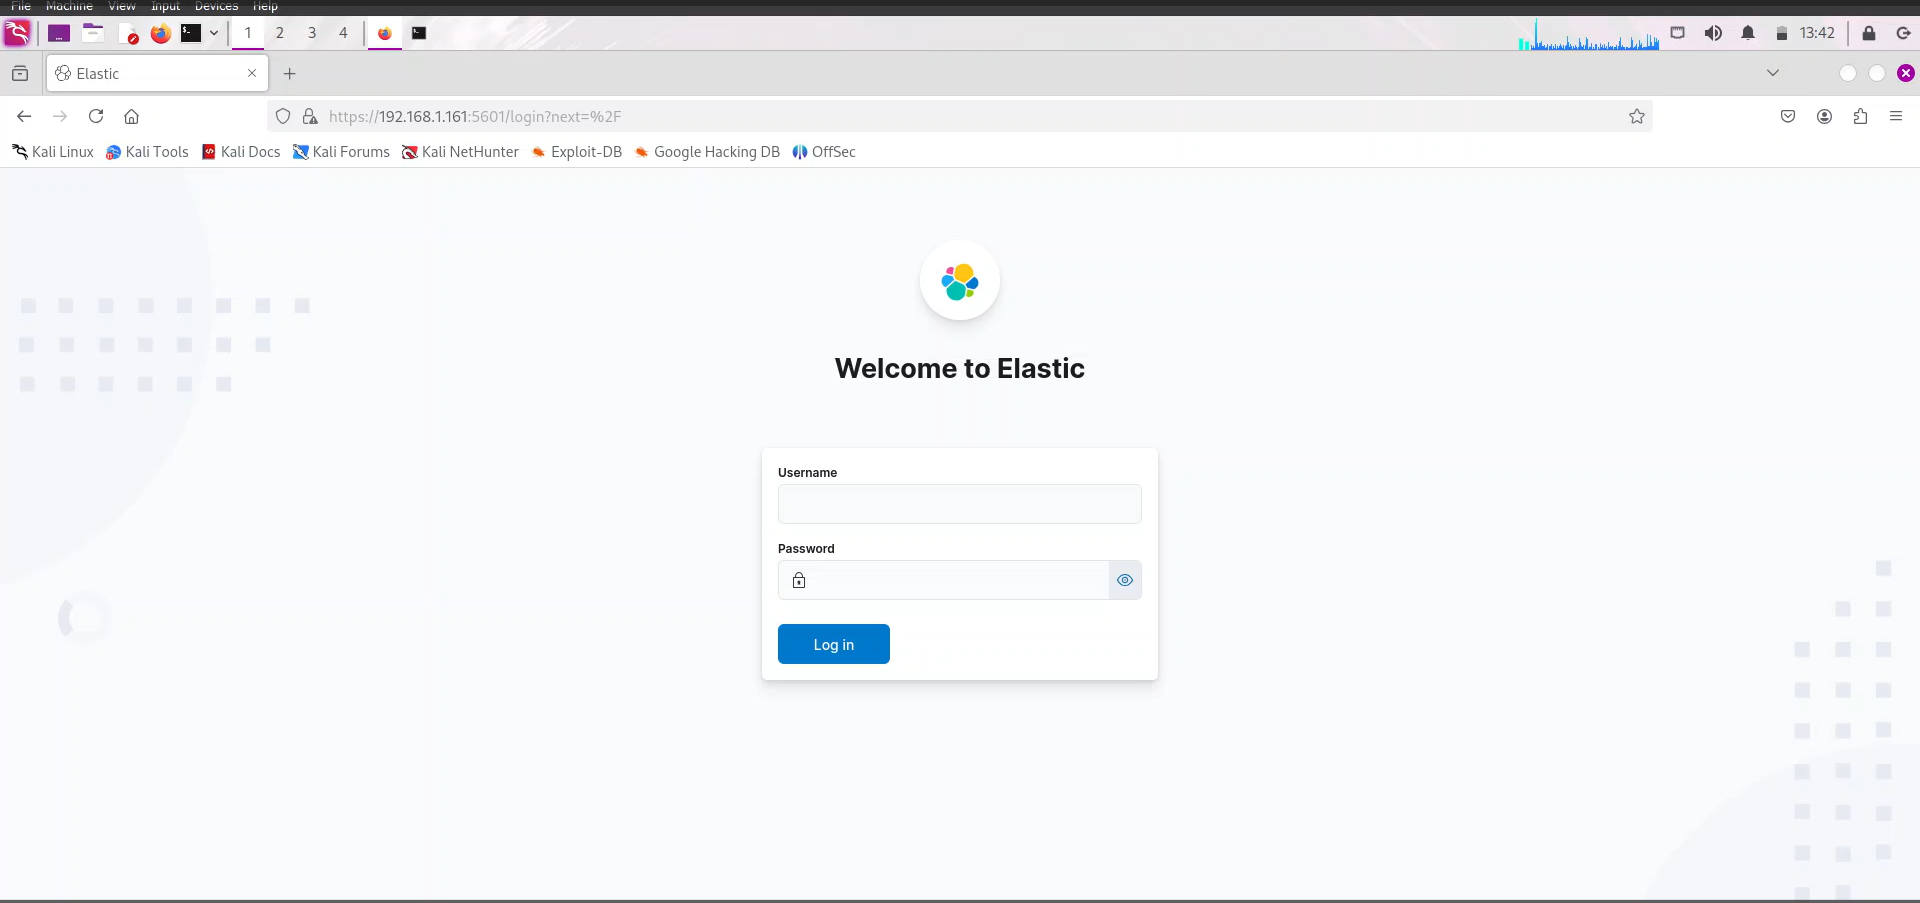 File Machine View Input Devices Help
1 2 3 4 13:42
Elastic
https://192.168.1.161:5601/login?next=%2F
Kali Linux Kali Tools Kali Docs Kali Forums Kali NetHunter Exploit-DB Google Hacking DB OffSec
Welcome to Elastic
Username
Password
Log in